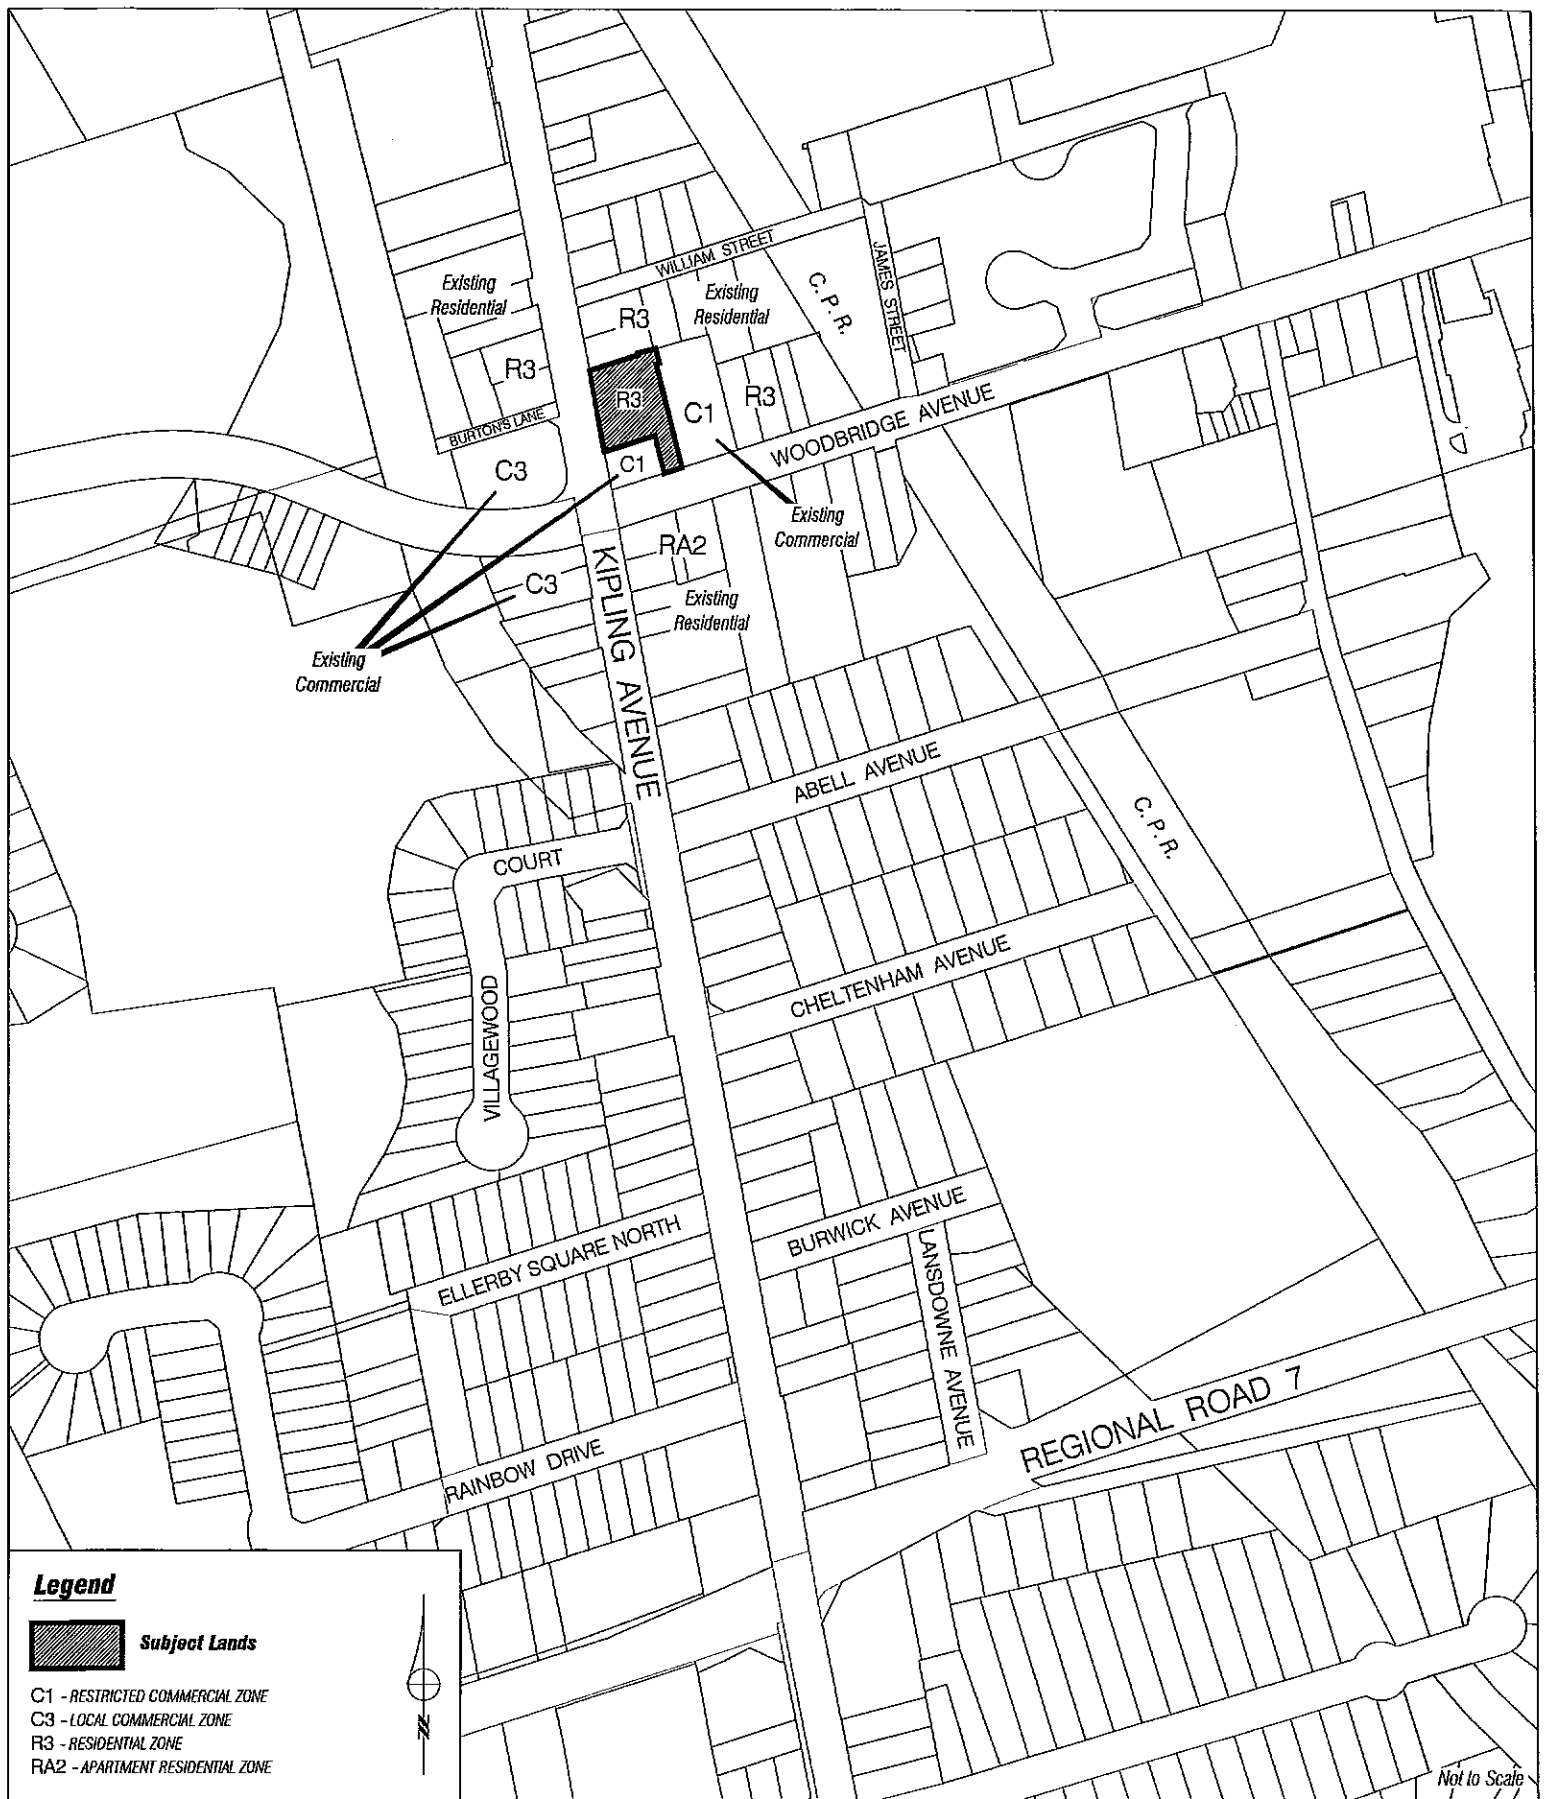 WILLIAM STREET
JAMES STREET
C. P. R.
Existing
Residential
Existing
Residential
R3
R3
R3
C1
R3
BURTON'S LANE
WOODBRIDGE AVENUE
C3
C1
Existing
Commercial
RA2
C3
Existing
Residential
KIPLING AVENUE
Existing
Commercial
ABELL AVENUE
C. P. R.
COURT
VILLAGEWOOD
CHELTENHAM AVENUE
BURWICK AVENUE
ELLERBY SQUARE NORTH
LANSDOWNE AVENUE
REGIONAL ROAD 7
RAINBOW DRIVE
Legend
Subject Lands
C1 - RESTRICTED COMMERCIAL ZONE
C3 - LOCAL COMMERCIAL ZONE
R3 - RESIDENTIAL ZONE
RA2 - APARTMENT RESIDENTIAL ZONE
N
Not to Scale